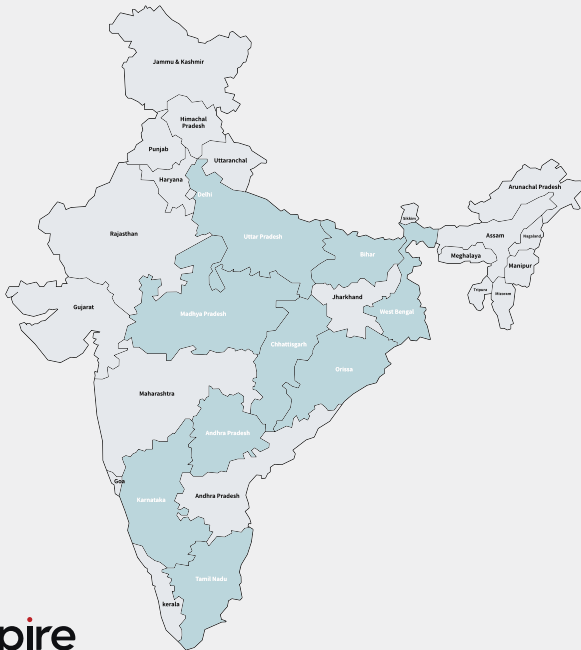 Jammu & Kashmir
Himachal
Pradesh
Punjab
Uttaranchal
Haryana
Delhi
Arunachal Pradesh
Sikkim
Rajasthan
Uttar Pradesh
Assam
Nagaland
Bihar
Meghalaya
Manipur
Tripura
Mizoram
Jharkhand
Gujarat
Madhya Pradesh
West Bengal
Chhattisgarh
Orissa
Maharashtra
Andhra Pradesh
Goa
Karnataka
Andhra Pradesh
Tamil Nadu
kerala
pire